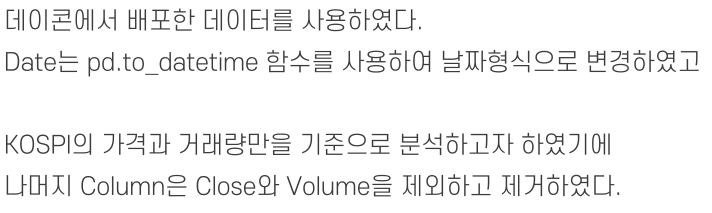 데이콘에서 배포한 데이터를 사용하였다.
Date는 pd.to_datetime 함수를 사용하여 날짜형식으로 변경하였고
KOSPI의 가격과 거래량만을 기준으로 분석하고자 하였기에
나머지 Column은 Close와 Volume을 제외하고 제거하였다.